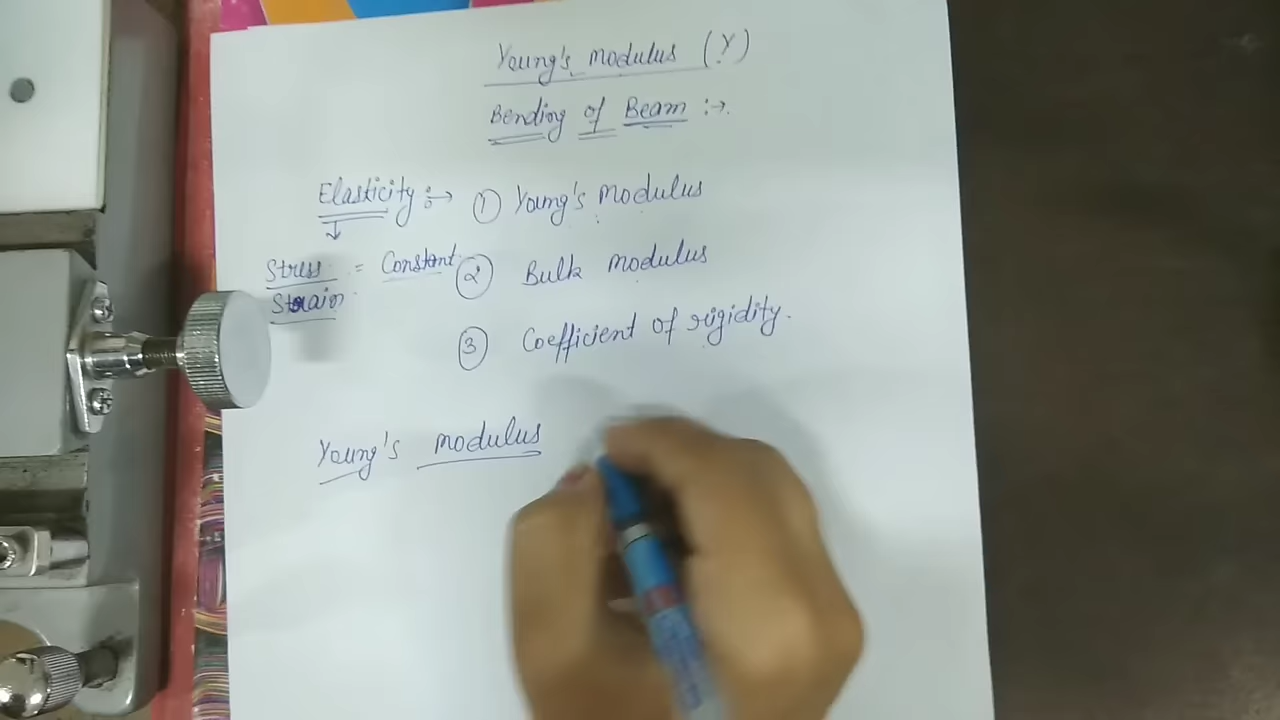 Young's modulus (Y)
Bending of Beam :→.
Elasticity :→ ① Young's modulus
↓
Stress / Strain = Constant
② Bulk modulus
③ Coefficient of rigidity.
Young's modulus